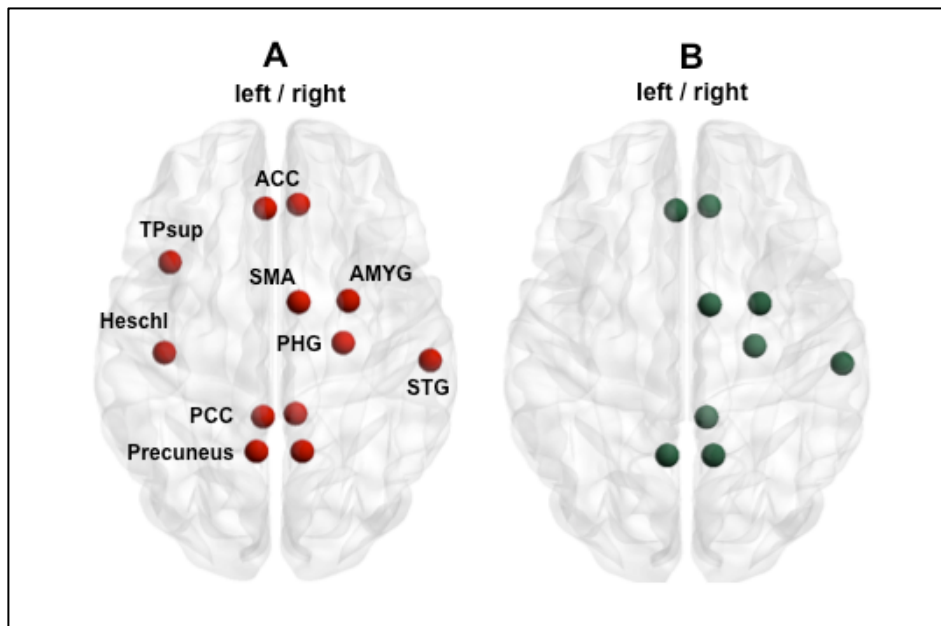 A
left / right
ACC
TPsup
SMA
AMYG
Heschl
PHG
STG
PCC
Precuneus
B
left / right